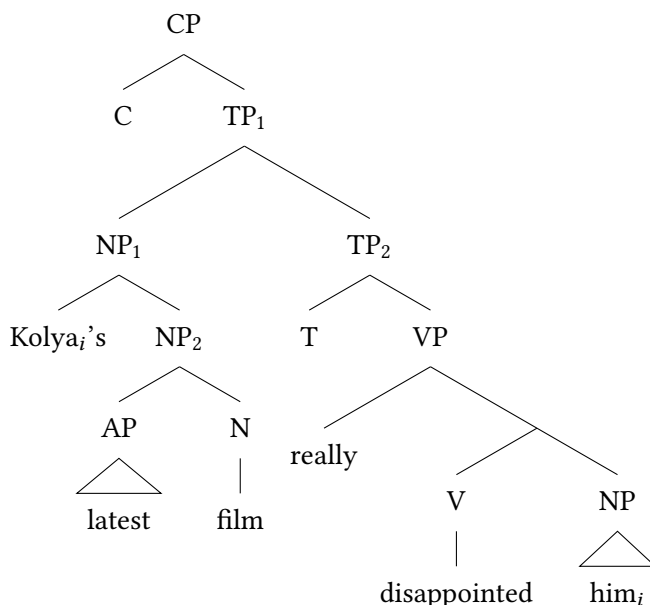 CP
C TP₁
NP₁ TP₂
Kolyaᵢ’s NP₂ T VP
AP N really
latest film V NP
disappointed himᵢ